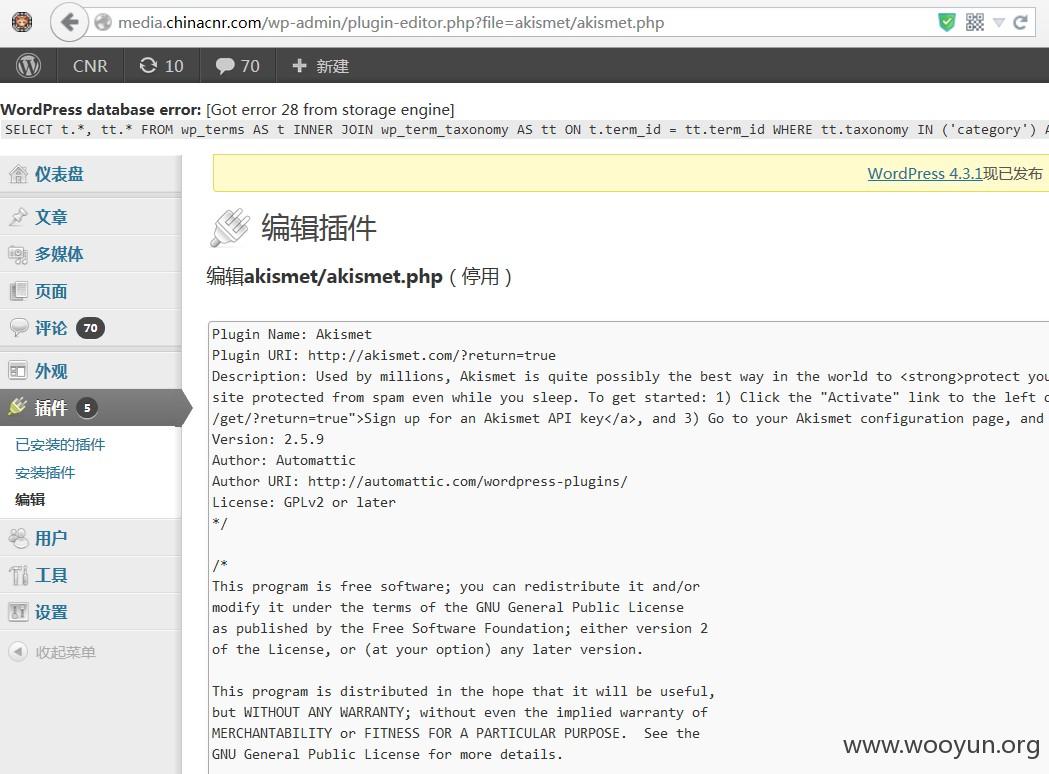 media.chinacnr.com/wp-admin/plugin-editor.php?file=akismet/akismet.php
CNR 10 70 新建
WordPress database error: [Got error 28 from storage engine]
SELECT t.*, tt.* FROM wp_terms AS t INNER JOIN wp_term_taxonomy AS tt ON t.term_id = tt.term_id WHERE tt.taxonomy IN ('category') A
仪表盘
文章
多媒体
页面
评论 70
外观
插件 5
已安装的插件
安装插件
编辑
用户
工具
设置
收起菜单
WordPress 4.3.1现已发布
编辑插件
编辑akismet/akismet.php（停用）
Plugin Name: Akismet
Plugin URI: http://akismet.com/?return=true
Description: Used by millions, Akismet is quite possibly the best way in the world to <strong>protect you
site protected from spam even while you sleep. To get started: 1) Click the "Activate" link to the left o
/get/?return=true">Sign up for an Akismet API key</a>, and 3) Go to your Akismet configuration page, and
Version: 2.5.9
Author: Automattic
Author URI: http://automattic.com/wordpress-plugins/
License: GPLv2 or later
*/
/*
This program is free software; you can redistribute it and/or
modify it under the terms of the GNU General Public License
as published by the Free Software Foundation; either version 2
of the License, or (at your option) any later version.
This program is distributed in the hope that it will be useful,
but WITHOUT ANY WARRANTY; without even the implied warranty of
MERCHANTABILITY or FITNESS FOR A PARTICULAR PURPOSE.  See the
GNU General Public License for more details.
www.wooyun.org